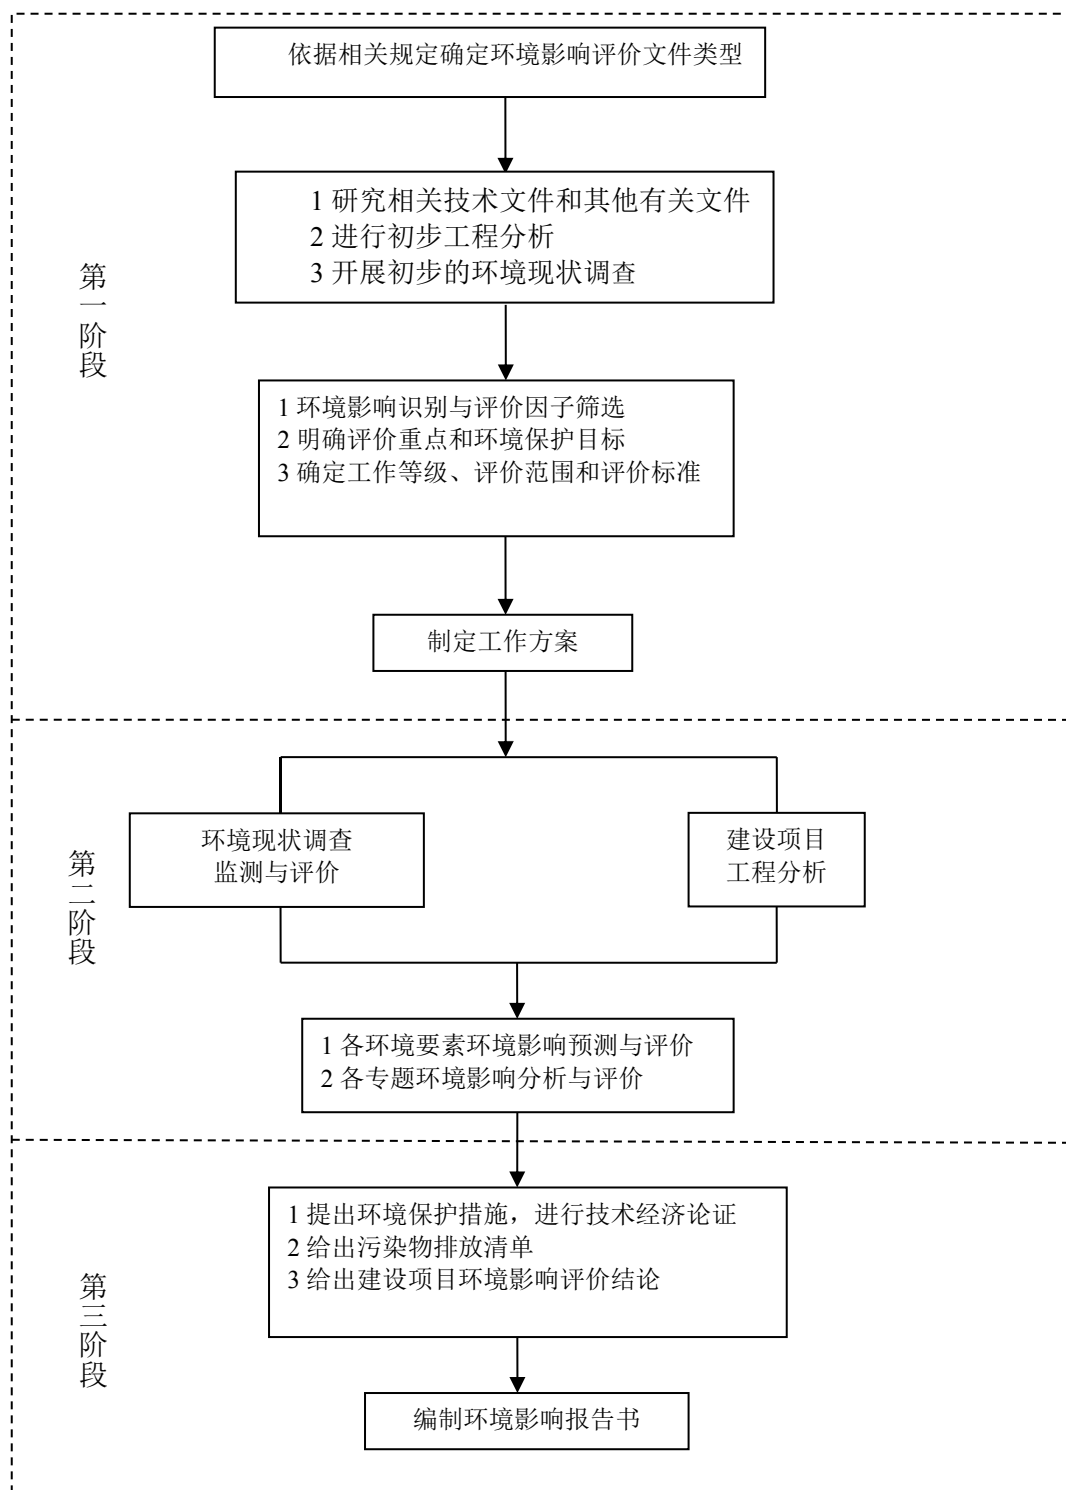 依据相关规定确定环境影响评价文件类型
1 研究相关技术文件和其他有关文件
2 进行初步工程分析
3 开展初步的环境现状调查
第一阶段
1 环境影响识别与评价因子筛选
2 明确评价重点和环境保护目标
3 确定工作等级、评价范围和评价标准
制定工作方案
第二阶段
环境现状调查
监测与评价
建设项目
工程分析
1 各环境要素环境影响预测与评价
2 各专题环境影响分析与评价
第三阶段
1 提出环境保护措施，进行技术经济论证
2 给出污染物排放清单
3 给出建设项目环境影响评价结论
编制环境影响报告书